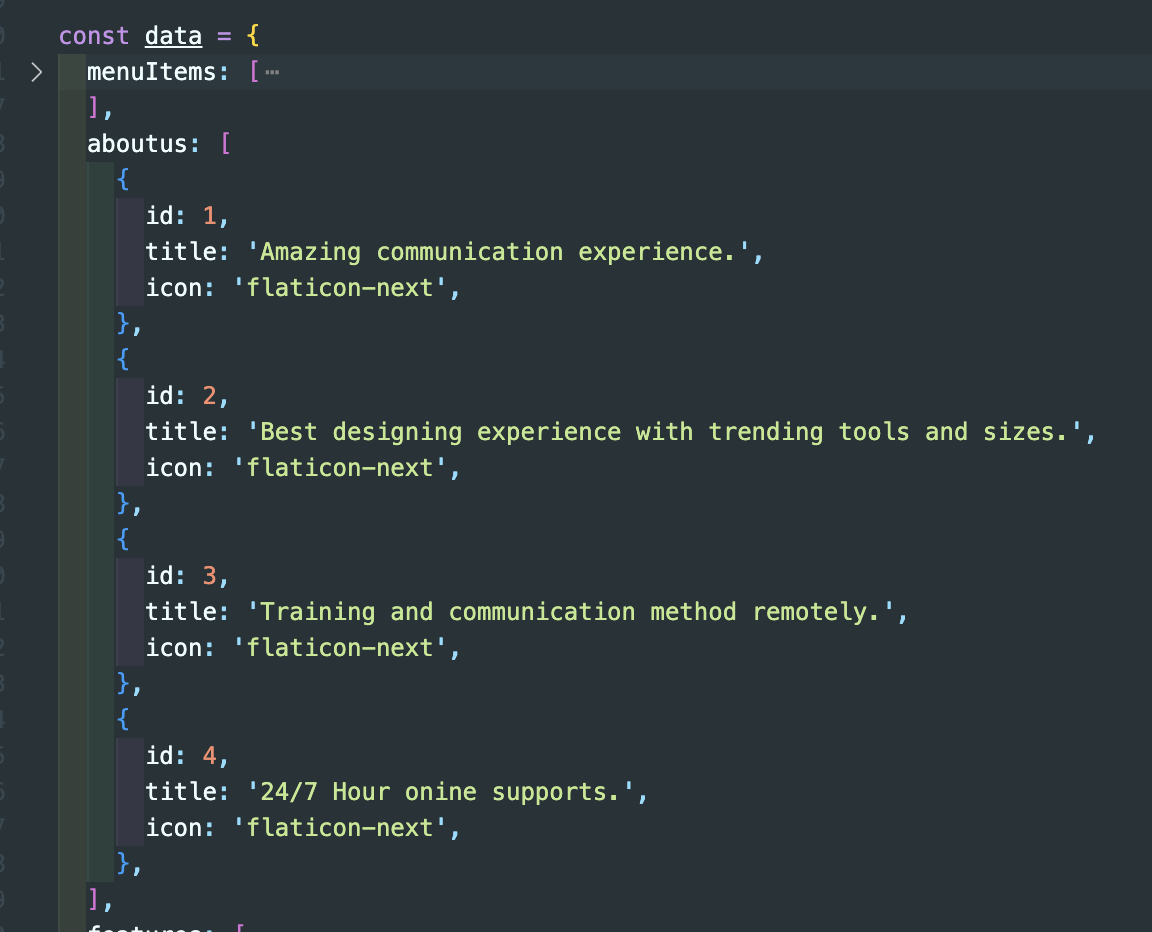 const data = {
menuItems: [ ⋯
],
aboutus: [
{
id: 1,
title: 'Amazing communication experience.',
icon: 'flaticon-next',
},
{
id: 2,
title: 'Best designing experience with trending tools and sizes.',
icon: 'flaticon-next',
},
{
id: 3,
title: 'Training and communication method remotely.',
icon: 'flaticon-next',
},
{
id: 4,
title: '24/7 Hour onine supports.',
icon: 'flaticon-next',
},
],
features: [